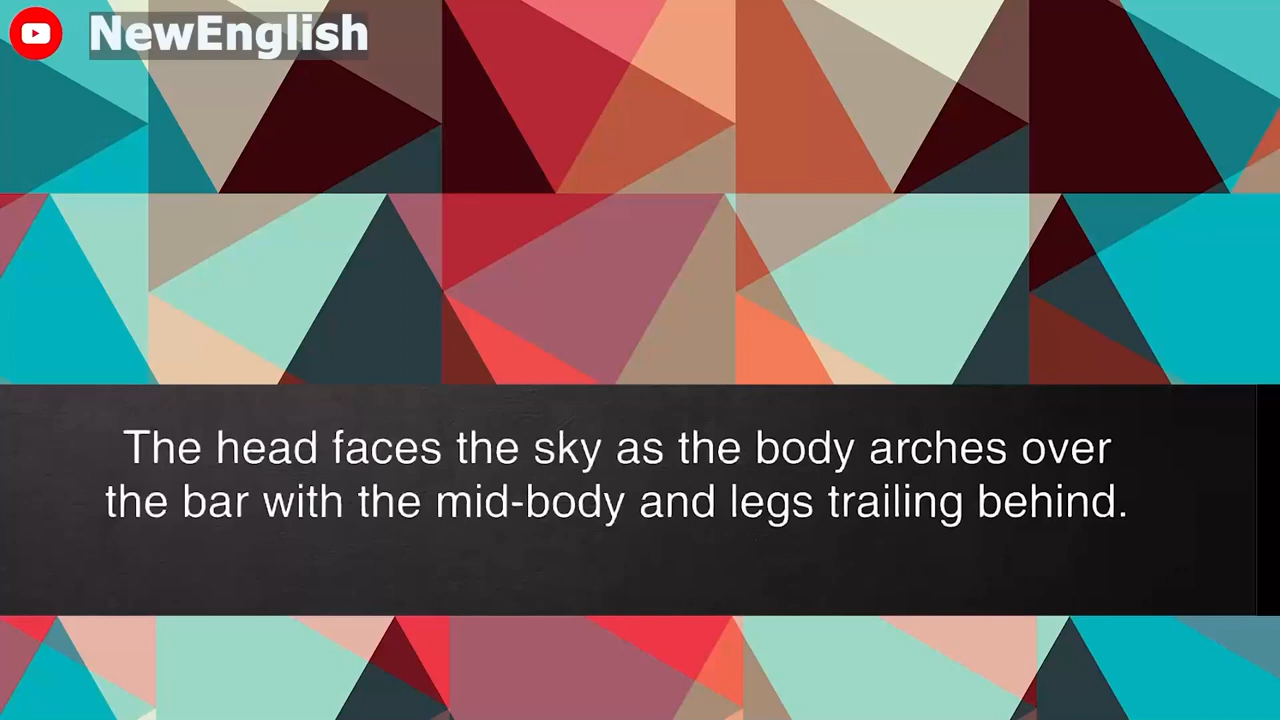 NewEnglish
The head faces the sky as the body arches over
the bar with the mid-body and legs trailing behind.